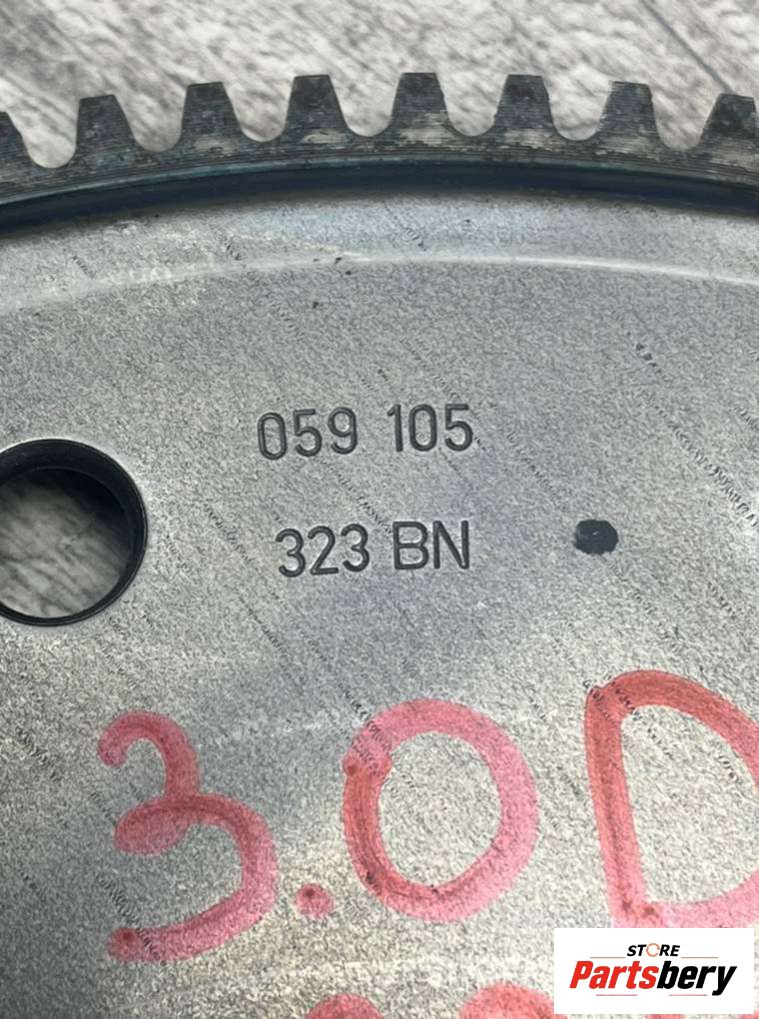 059 105
323 BN
3.0D
STORE
Partsbery